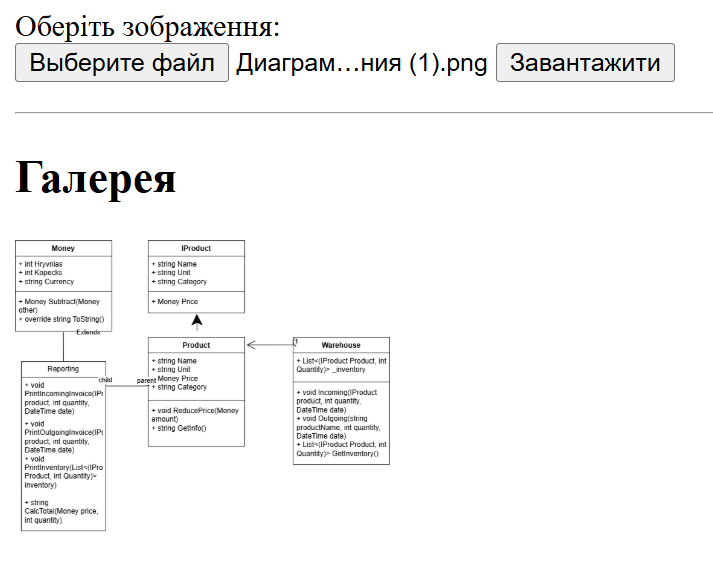 Оберіть зображення:
Выберите файл Диаграм…ния (1).png Завантажити
Галерея
Money
+ int Hryvnias
+ int Kopecks
+ string Currency
+ Money Subtract(Money
other)
+ override string ToString()
IProduct
+ string Name
+ string Unit
+ string Category
+ Money Price
Extends
Reporting
+ void
PrintIncomingInvoice(IPr
product, int quantity,
DateTime date)
+ void
PrintOutgoingInvoice(IPr
product, int quantity,
DateTime date)
+ void
PrintInventory(List<(IPro
Product, int Quantity)>
inventory)
+ string
CalcTotal(Money price,
int quantity)
child
parent
Product
+ string Name
+ string Unit
Money Price
+ string Category
+ void ReducePrice(Money
amount)
+ string GetInfo()
1
Warehouse
+ List<(IProduct Product, int
Quantity)> _inventory
+ void Incoming(IProduct
product, int quantity,
DateTime date)
+ void Outgoing(string
productName, int quantity,
DateTime date)
+ List<(IProduct Product, int
Quantity)> GetInventory()